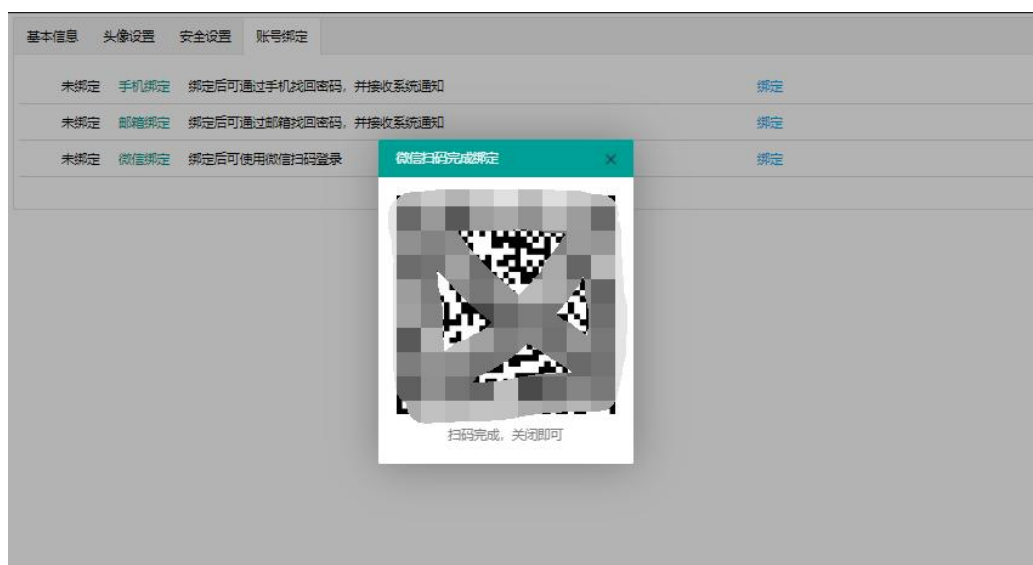 基本信息 头像设置 安全设置 账号绑定
未绑定 手机绑定 绑定后可通过手机找回密码，并接收系统通知 绑定
未绑定 邮箱绑定 绑定后可通过邮箱找回密码，并接收系统通知 绑定
未绑定 微信绑定 绑定后可使用微信扫码登录 绑定
微信扫码完成绑定 ×
扫码完成，关闭即可